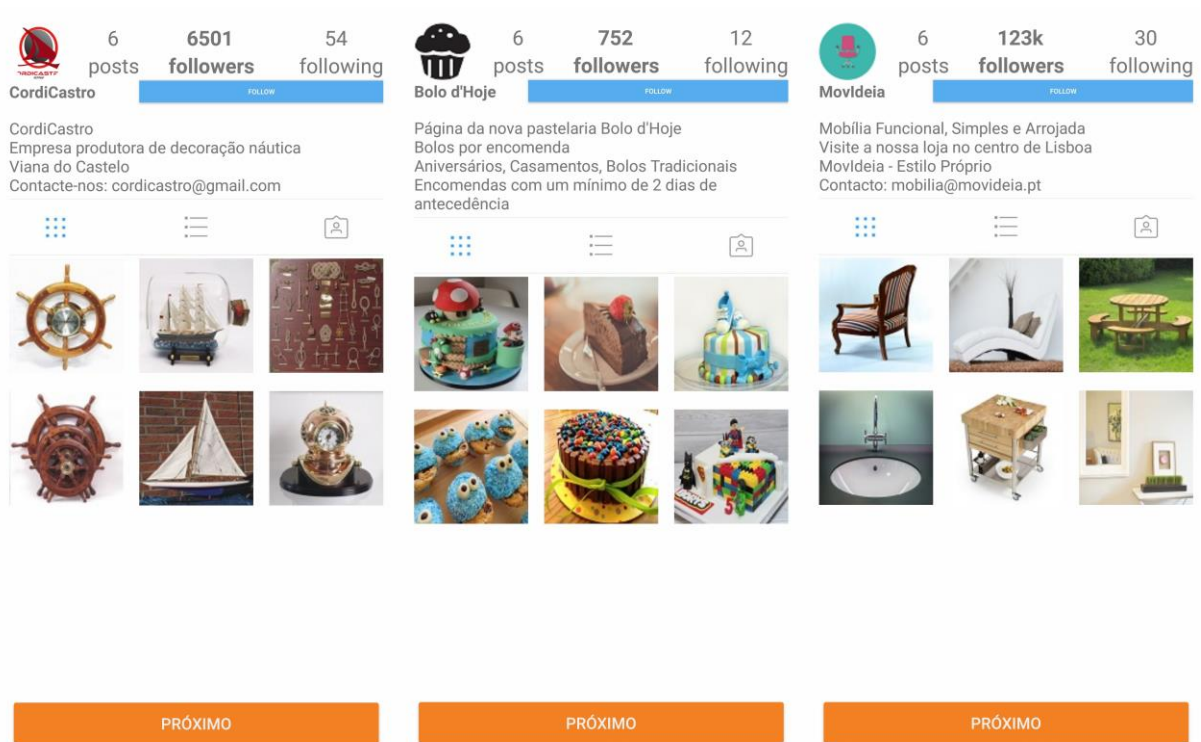 6
6501
54
posts
followers
following
CordiCastro
FOLLOW
CordiCastro
Empresa produtora de decoração náutica
Viana do Castelo
Contacte-nos: cordicastro@gmail.com
PRÓXIMO
6
752
12
posts
followers
following
Bolo d'Hoje
FOLLOW
Página da nova pastelaria Bolo d'Hoje
Bolos por encomenda
Aniversários, Casamentos, Bolos Tradicionais
Encomendas com um mínimo de 2 dias de
antecedência
PRÓXIMO
6
123k
30
posts
followers
following
MovIdeia
FOLLOW
Mobília Funcional, Simples e Arrojada
Visite a nossa loja no centro de Lisboa
MovIdeia - Estilo Próprio
Contacto: mobilia@movideia.pt
PRÓXIMO